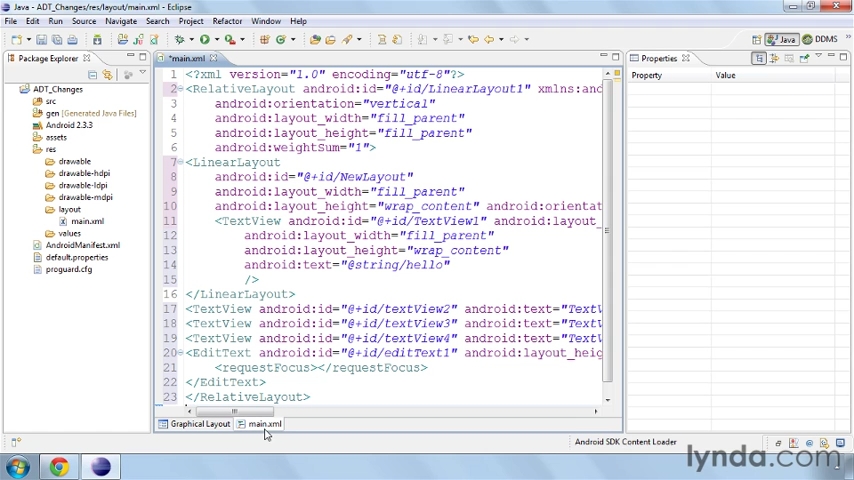 Java - ADT_Changes/res/layout/main.xml - Eclipse
File Edit Run Source Navigate Search Project Refactor Window Help
Java DDMS
Package Explorer
*main.xml
Properties
Property Value
ADT_Changes
src
gen [Generated Java Files]
Android 2.3.3
assets
res
drawable
drawable-hdpi
drawable-ldpi
drawable-mdpi
layout
main.xml
values
AndroidManifest.xml
default.properties
proguard.cfg
1 <?xml version="1.0" encoding="utf-8"?>
2 <RelativeLayout android:id="@+id/LinearLayout1" xmlns:and
3 android:orientation="vertical"
4 android:layout_width="fill_parent"
5 android:layout_height="fill_parent"
6 android:weightSum="1">
7 <LinearLayout
8 android:id="@+id/NewLayout"
9 android:layout_width="fill_parent"
10 android:layout_height="wrap_content" android:orientat
11 <TextView android:id="@+id/TextView1" android:layout_
12 android:layout_width="fill_parent"
13 android:layout_height="wrap_content"
14 android:text="@string/hello"
15 />
16 </LinearLayout>
17 <TextView android:id="@+id/textView2" android:text="TextV
18 <TextView android:id="@+id/textView3" android:text="TextV
19 <TextView android:id="@+id/textView4" android:text="TextV
20 <EditText android:id="@+id/editText1" android:layout_heig
21 <requestFocus></requestFocus>
22 </EditText>
23 </RelativeLayout>
Graphical Layout main.xml
Android SDK Content Loader
lynda.com